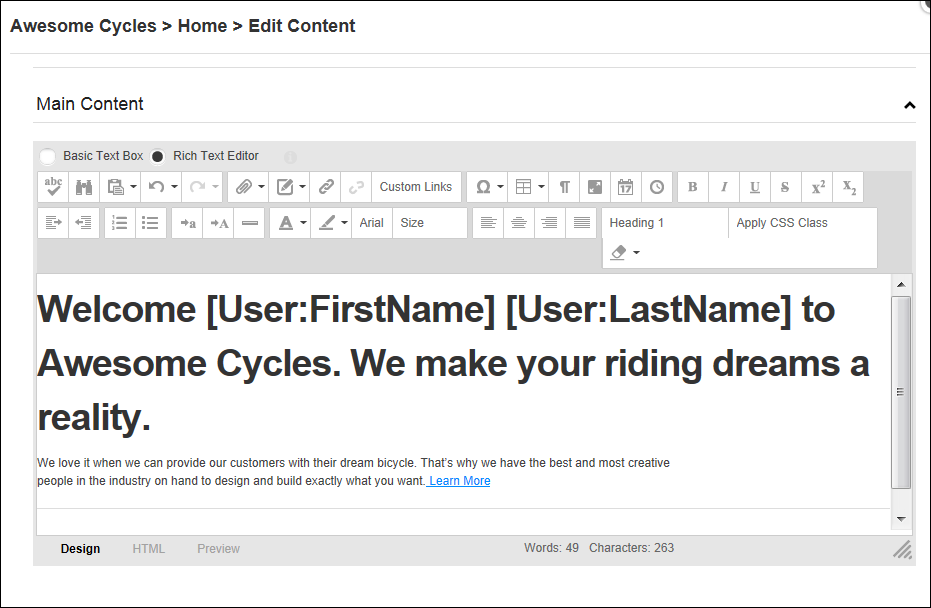 Awesome Cycles > Home > Edit Content
Main Content
Basic Text Box Rich Text Editor
abc Custom Links Ω ¶ 17 B I U S x² X₂
a A A Arial Size Heading 1 Apply CSS Class
Welcome [User:FirstName] [User:LastName] to
Awesome Cycles. We make your riding dreams a
reality.
We love it when we can provide our customers with their dream bicycle. That's why we have the best and most creative
people in the industry on hand to design and build exactly what you want. Learn More
Design HTML Preview Words: 49 Characters: 263